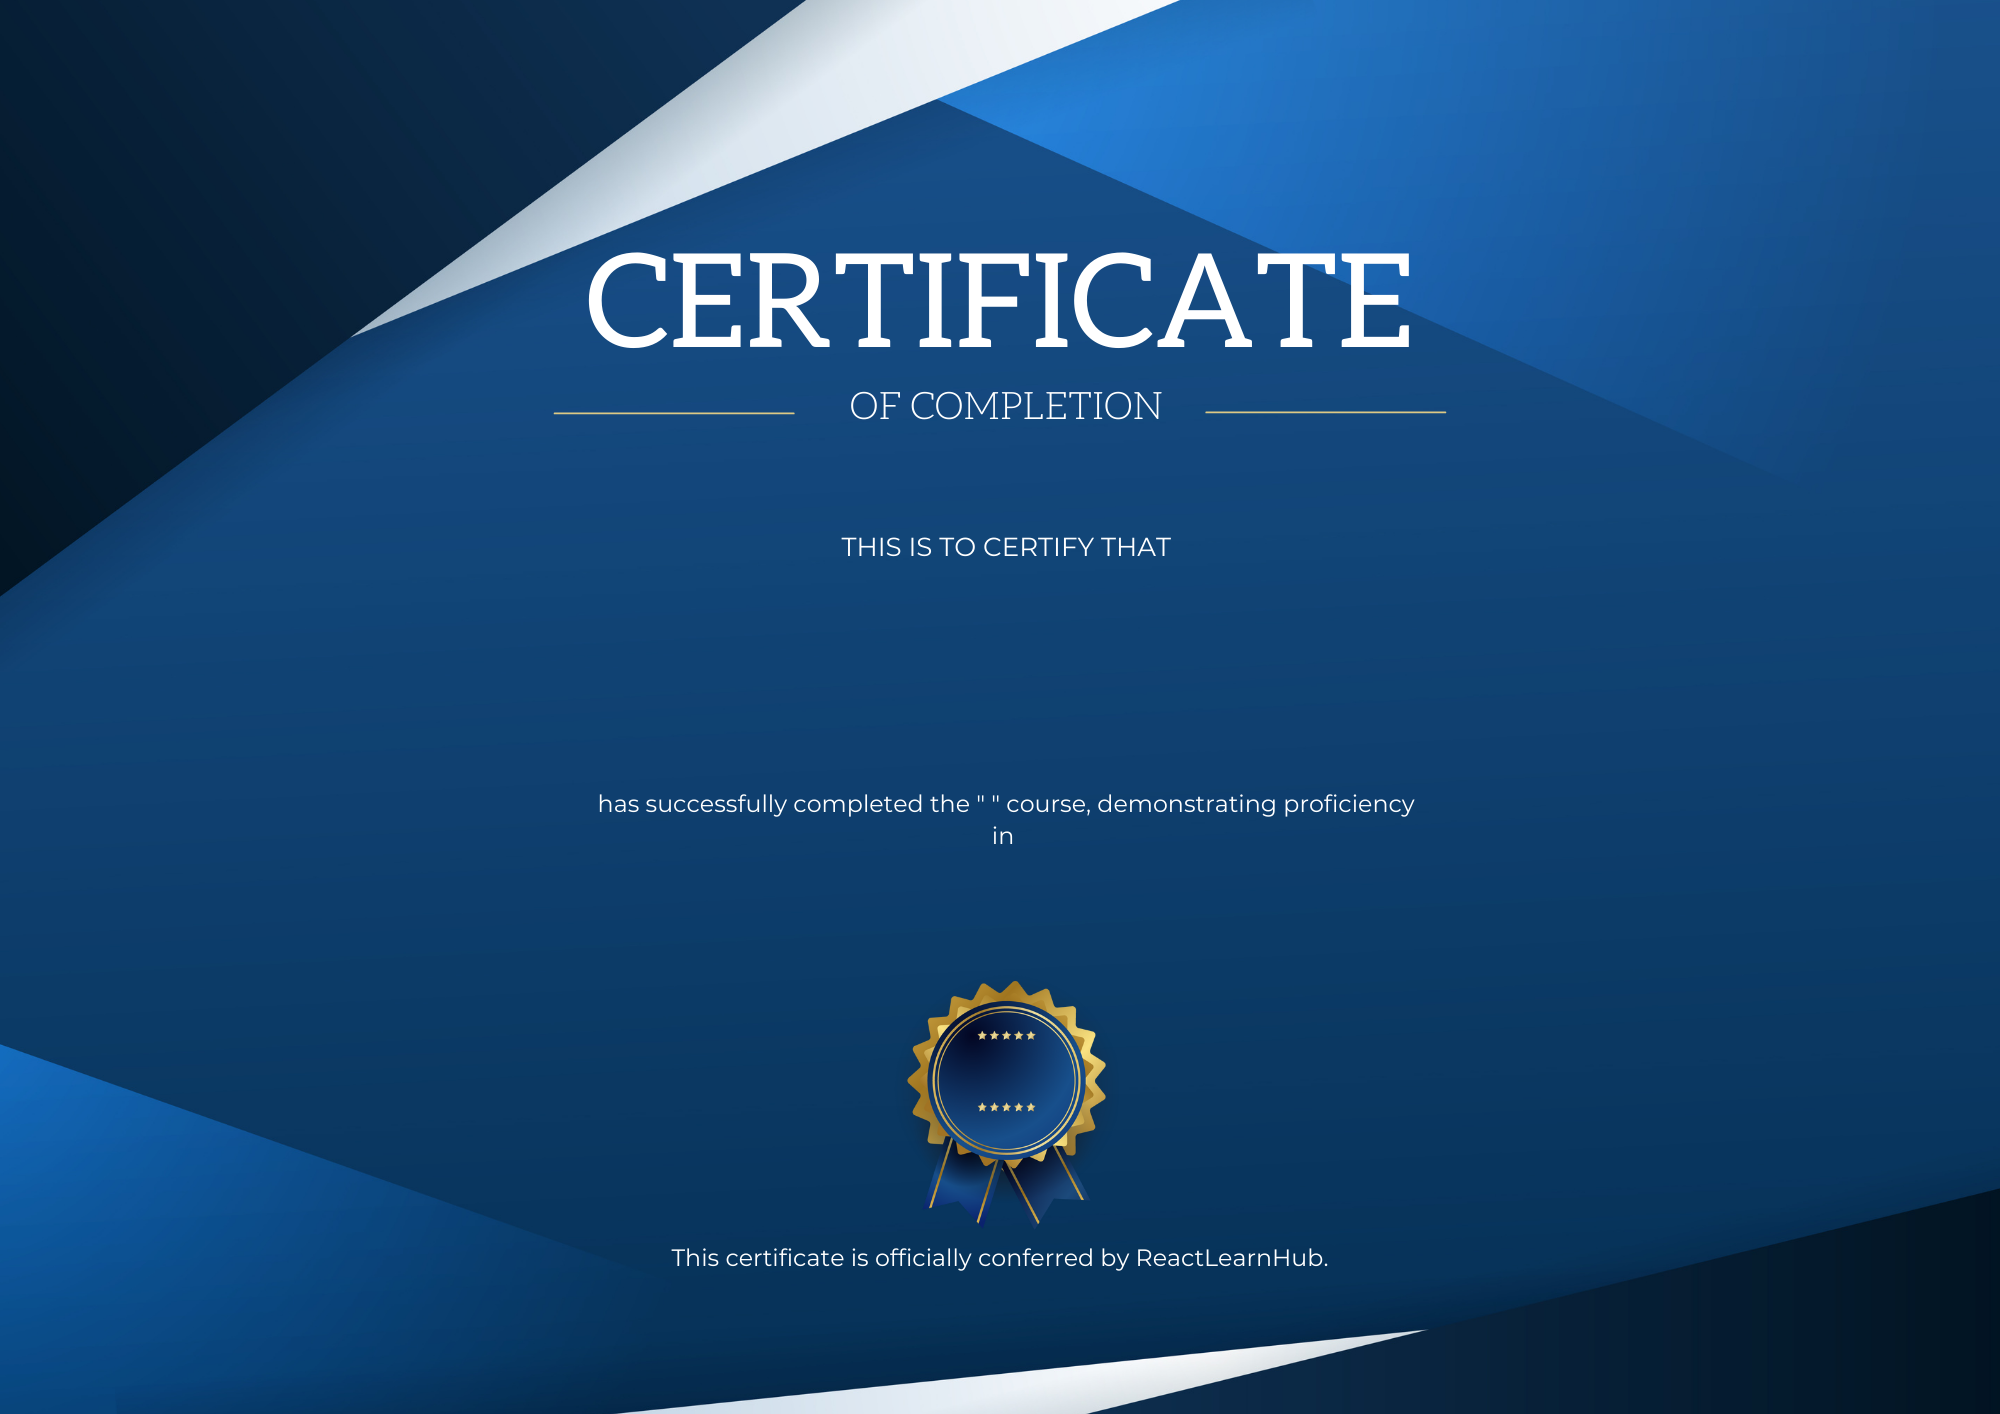 CERTIFICATE
OF COMPLETION
THIS IS TO CERTIFY THAT
has successfully completed the " " course, demonstrating proficiency
in
This certificate is officially conferred by ReactLearnHub.